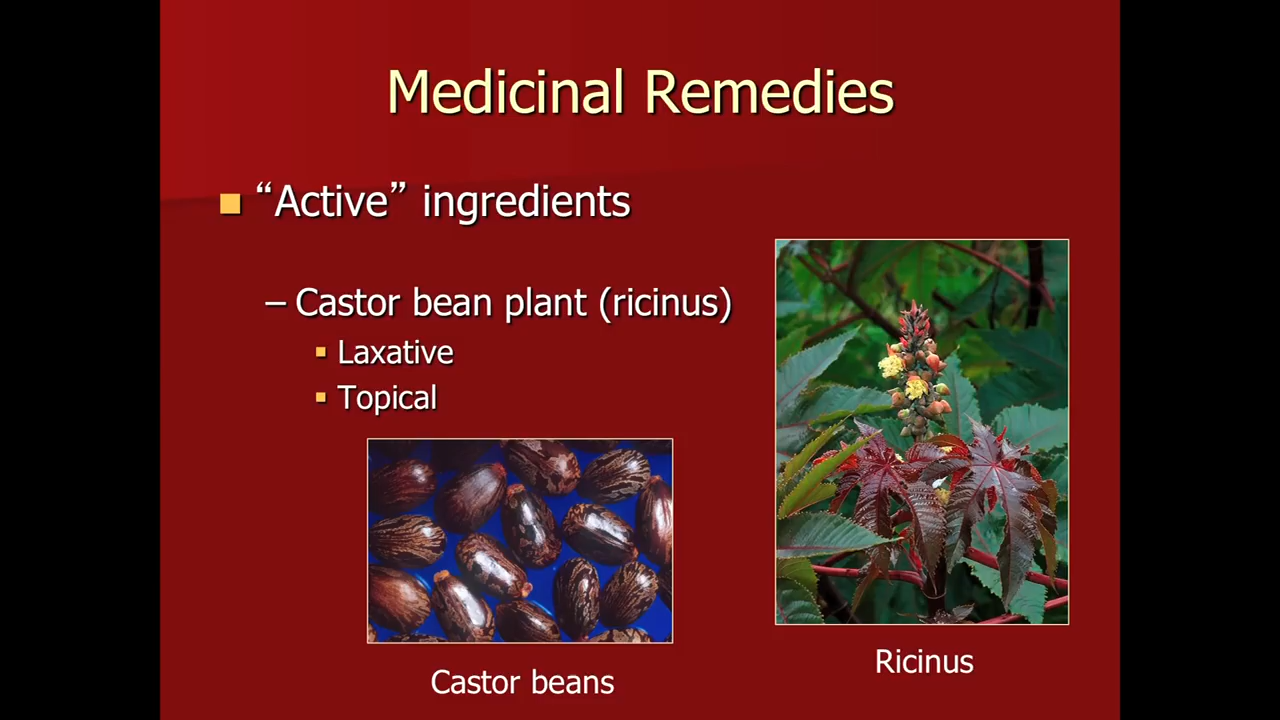 Medicinal Remedies
“Active” ingredients
– Castor bean plant (ricinus)
Laxative
Topical
Castor beans
Ricinus